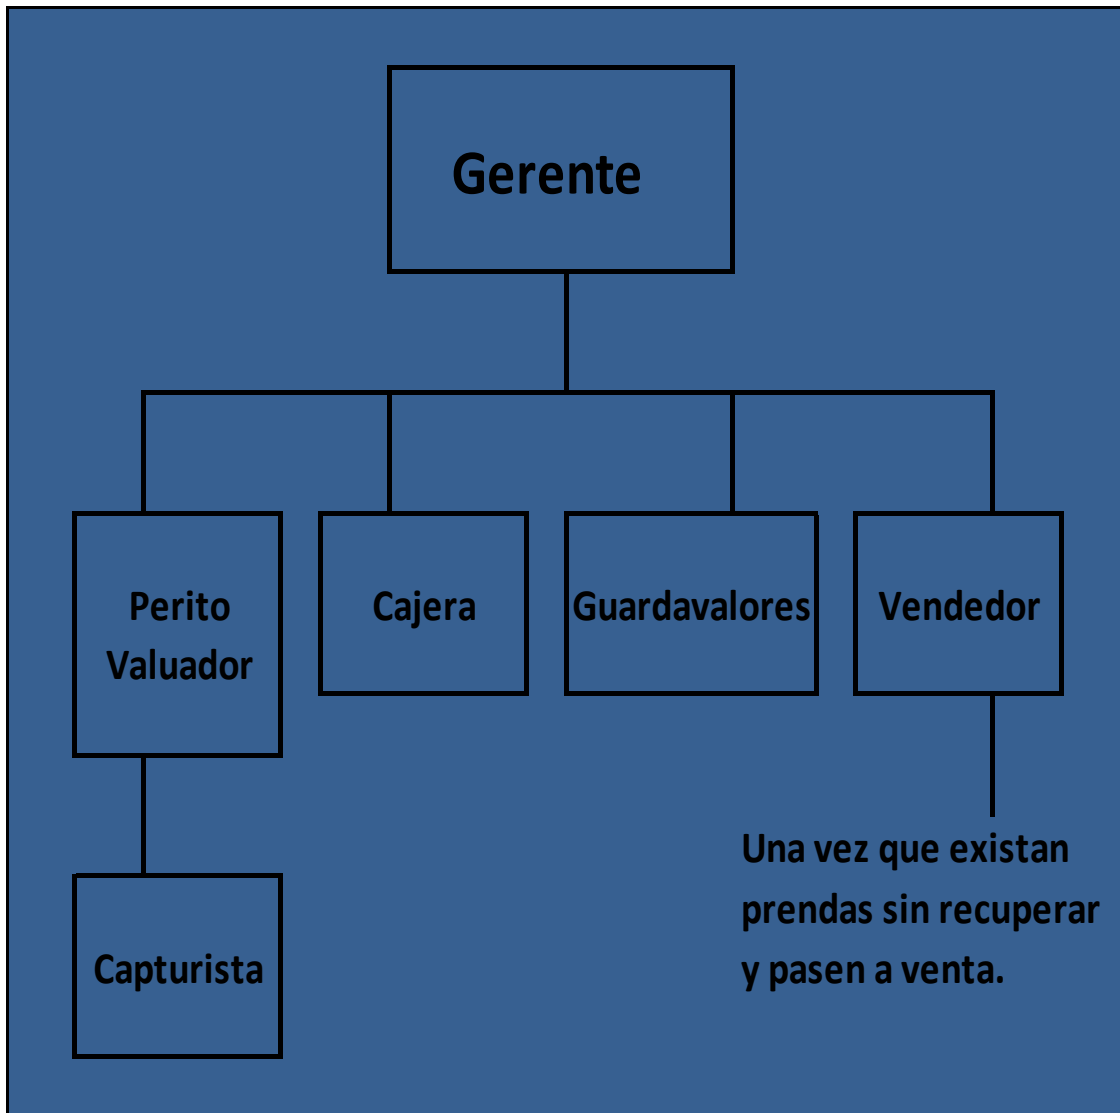 Gerente
Perito
Valuador
Cajera
Guardavalores
Vendedor
Capturista
Una vez que existan
prendas sin recuperar
y pasen a venta.